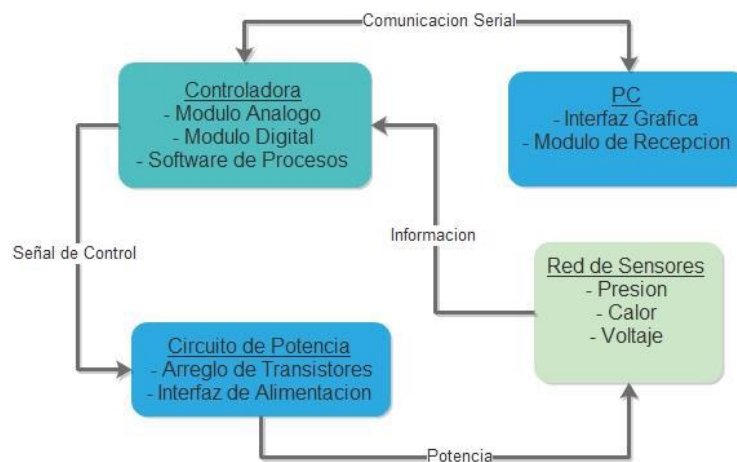 Comunicacion Serial
Controladora
- Modulo Analogo
- Modulo Digital
- Software de Procesos
PC
- Interfaz Grafica
- Modulo de Recepcion
Señal de Control
Informacion
Red de Sensores
- Presion
- Calor
- Voltaje
Circuito de Potencia
- Arreglo de Transistores
- Interfaz de Alimentacion
Potencia